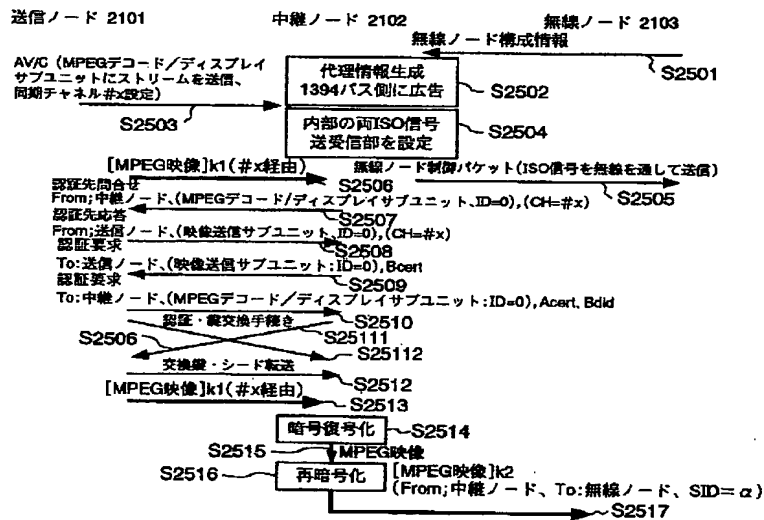 送信ノード 2101
中継ノード 2102
無線ノード 2103
無線ノード構成情報
S2501
AV/C (MPEGデコード/ディスプレイ
サブユニットにストリームを送信、
同期チャネル#x設定)
S2503
代理情報生成
1394バス側に広告
S2502
内部の両ISO信号
送受信部を設定
S2504
[MPEG映像]k1(#x経由)
S2506
無線ノード制御パケット(ISO信号を無線を通して送信)
S2505
認証先問合せ
From;中継ノード、(MPEGデコード/ディスプレイサブユニット、ID=0),(CH=#x)
S2507
認証先応答
From;送信ノード、(映像送信サブユニット、ID=0),(CH=#x)
S2508
認証要求
To:送信ノード、(映像送信サブユニット:ID=0),Bcert
S2509
認証要求
To:中継ノード、(MPEGデコード/ディスプレイサブユニット:ID=0), Acert, Bdid
S2510
認証・鍵交換手続き
S25111
S2506
S25112
交換鍵・シード転送
S2512
[MPEG映像]k1(#x経由)
S2513
暗号復号化
S2514
S2515
MPEG映像
S2516
再暗号化
[MPEG映像]k2
(From;中継ノード、To:無線ノード、SID=α)
S2517